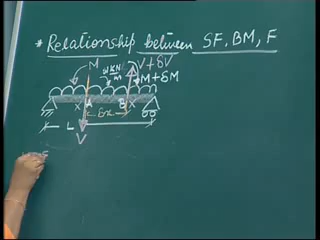 * Relationship between SF, BM, F
V + δV
M
W KN/m
M + δM
X A B X
δx
L
V